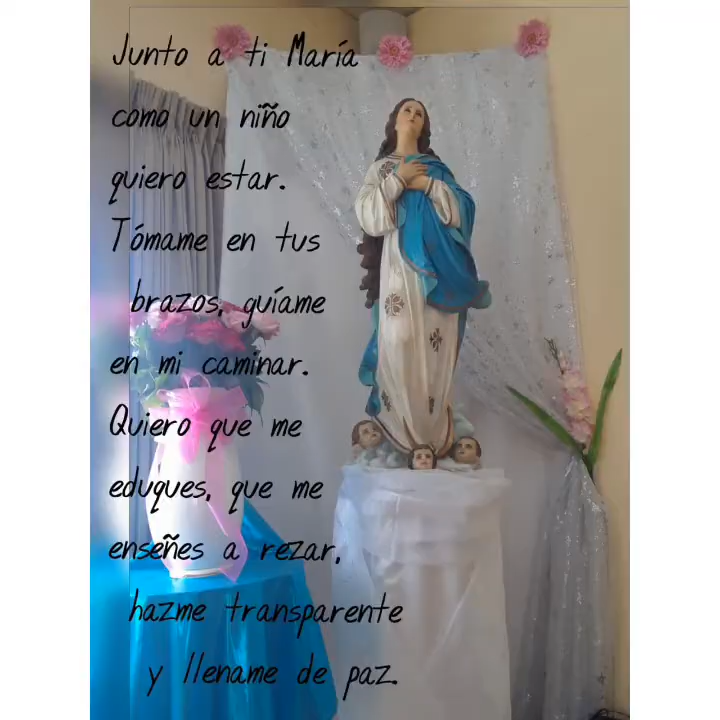 Junto a ti María
como un niño
quiero estar.
Tómame en tus
brazos, guíame
en mi caminar.
Quiero que me
eduques, que me
enseñes a rezar,
hazme transparente
y llename de paz.